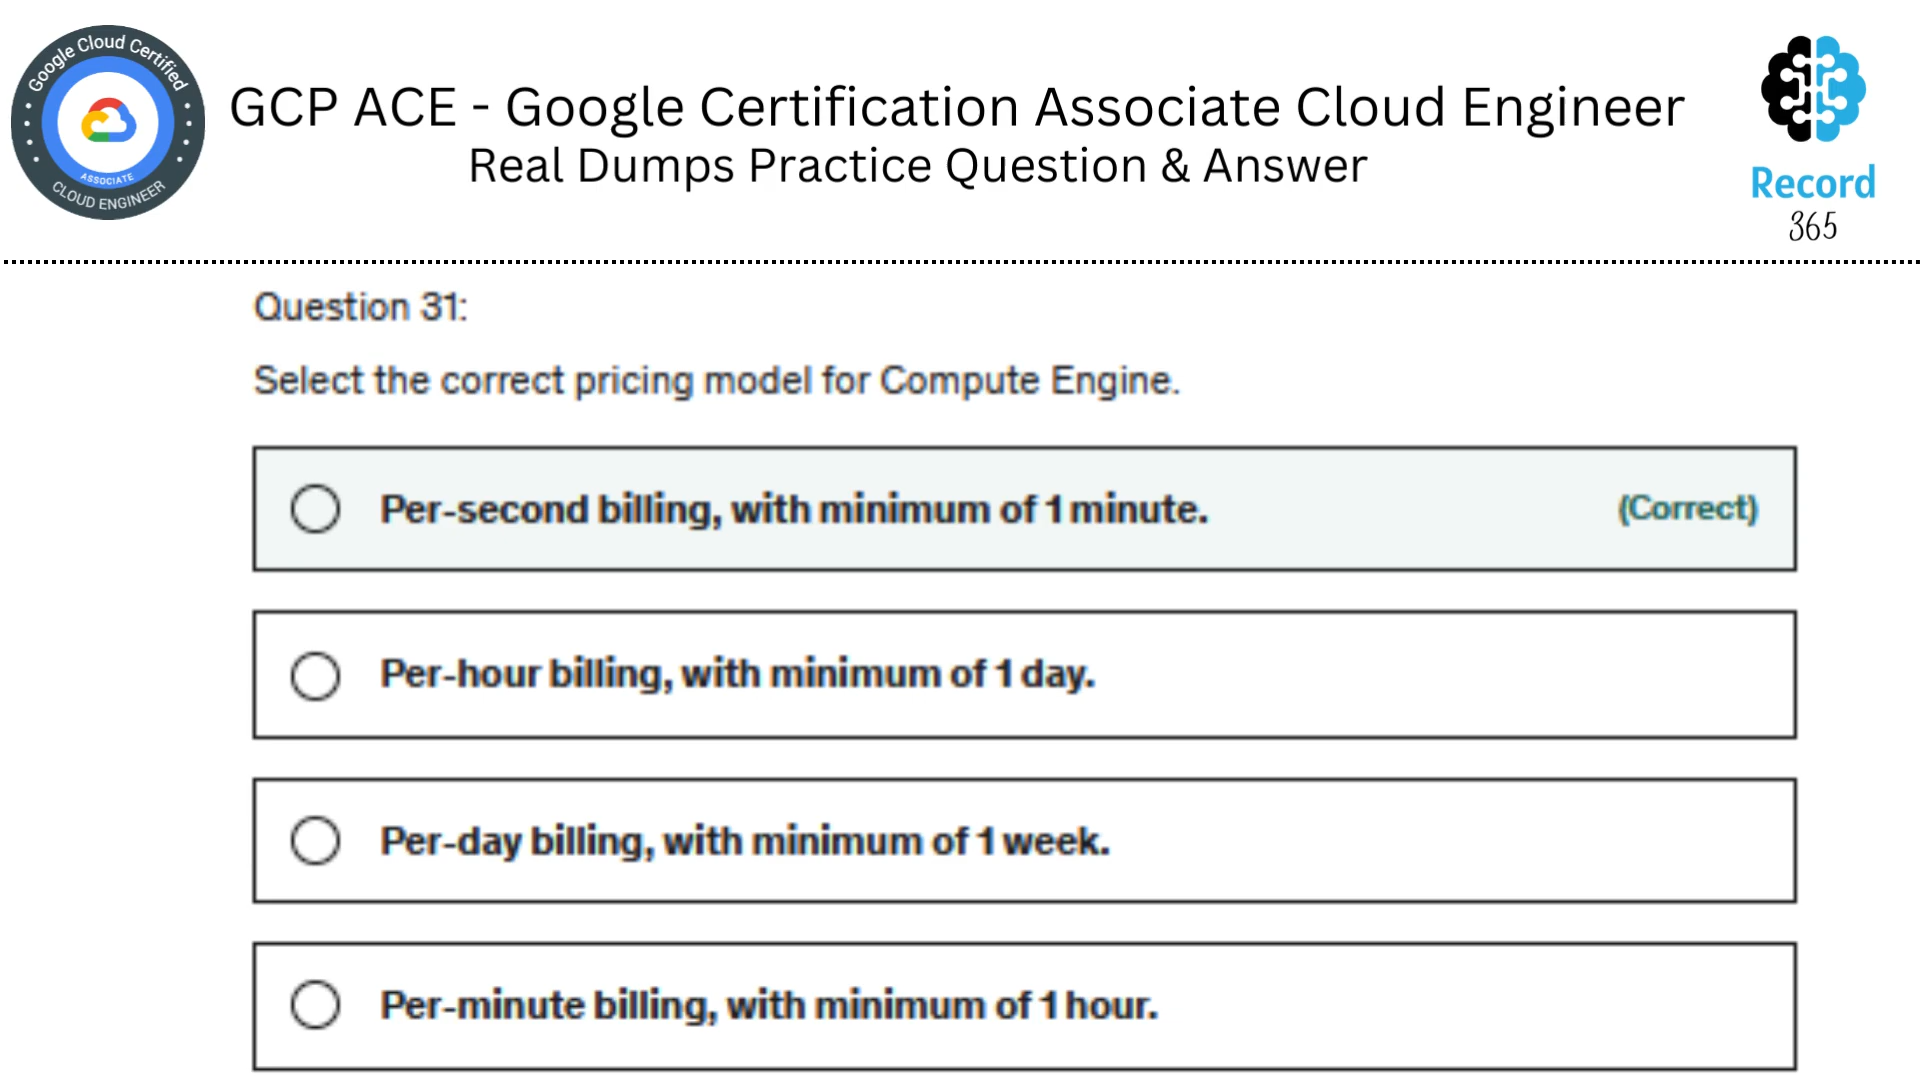 Google Cloud Certified
ASSOCIATE
CLOUD ENGINEER
GCP ACE - Google Certification Associate Cloud Engineer
Real Dumps Practice Question & Answer
Record
365
Question 31:
Select the correct pricing model for Compute Engine.
Per-second billing, with minimum of 1 minute. (Correct)
Per-hour billing, with minimum of 1 day.
Per-day billing, with minimum of 1 week.
Per-minute billing, with minimum of 1 hour.